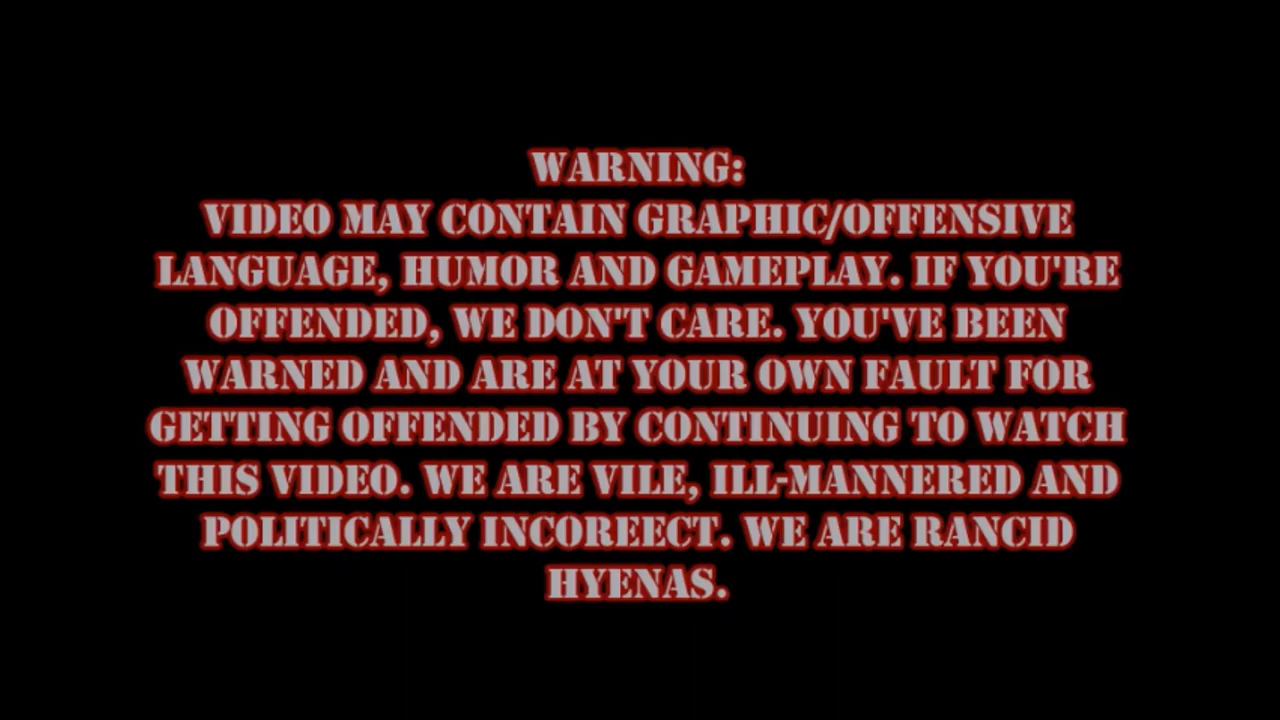 WARNING:
VIDEO MAY CONTAIN GRAPHIC/OFFENSIVE
LANGUAGE, HUMOR AND GAMEPLAY. IF YOU'RE
OFFENDED, WE DON'T CARE. YOU'VE BEEN
WARNED AND ARE AT YOUR OWN FAULT FOR
GETTING OFFENDED BY CONTINUING TO WATCH
THIS VIDEO. WE ARE VILE, ILL-MANNERED AND
POLITICALLY INCOREECT. WE ARE RANCID
HYENAS.